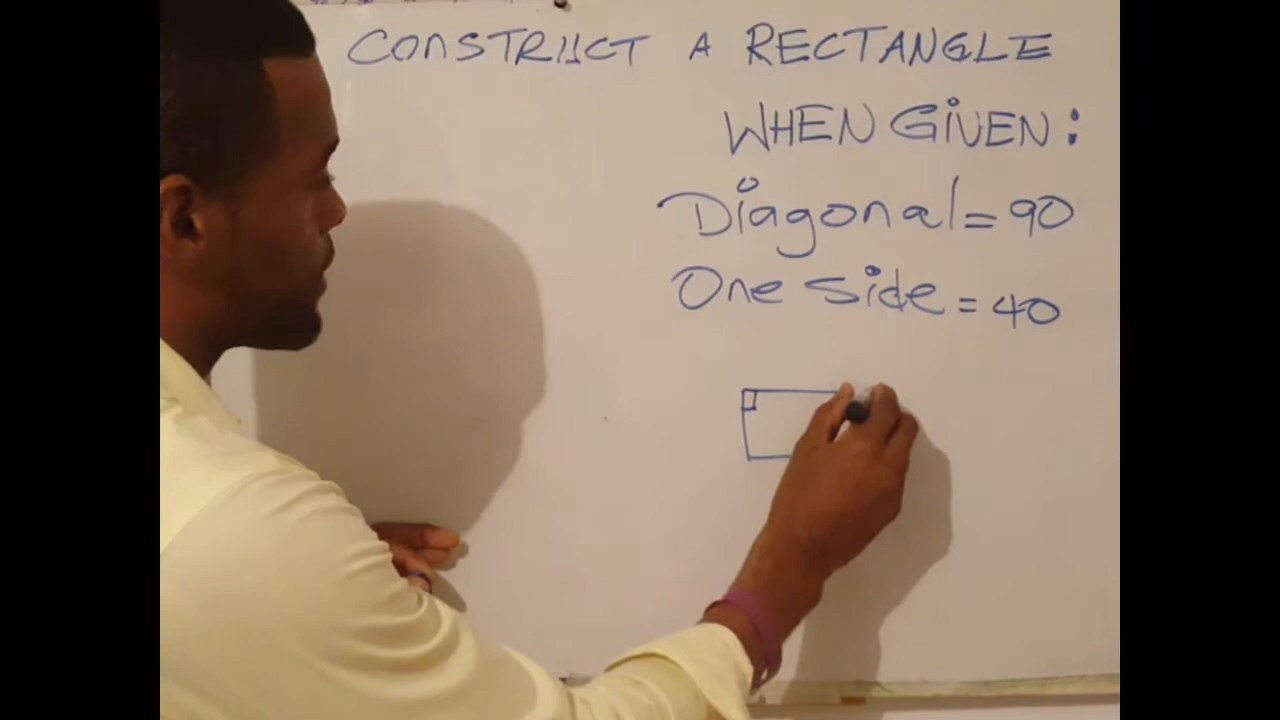 CONSTRUCT A RECTANGLE
WHEN GIVEN:
Diagonal = 90
One side = 40